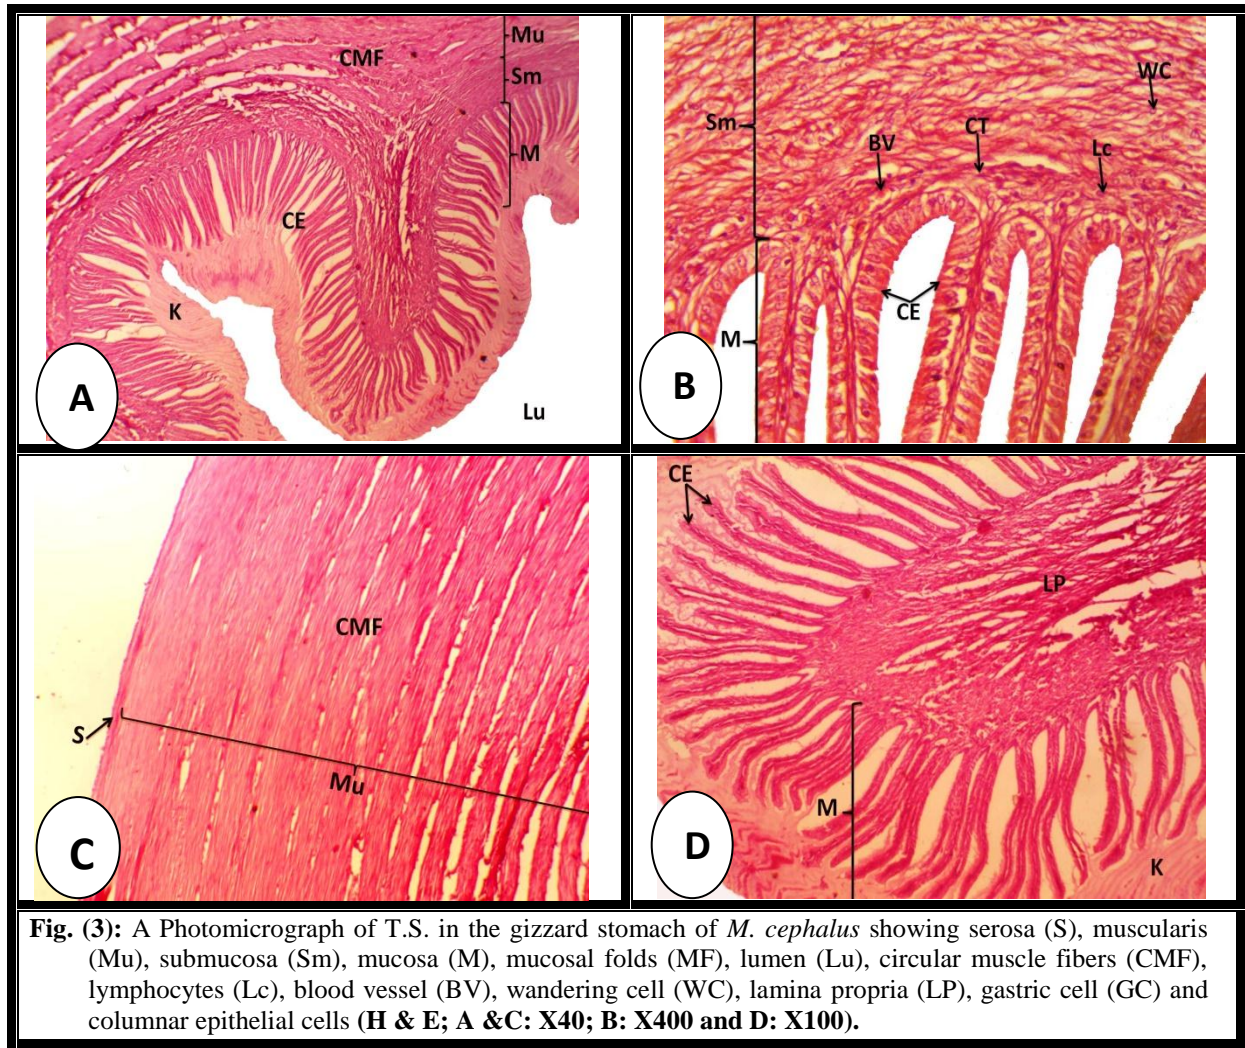 CMF
Mu
Sm
M
CE
K
A
Lu
WC
Sm
CT
BV
Lc
CE
M
B
CMF
S
Mu
C
CE
LP
M
D
K
Fig. (3): A Photomicrograph of T.S. in the gizzard stomach of M. cephalus showing serosa (S), muscularis
(Mu), submucosa (Sm), mucosa (M), mucosal folds (MF), lumen (Lu), circular muscle fibers (CMF),
lymphocytes (Lc), blood vessel (BV), wandering cell (WC), lamina propria (LP), gastric cell (GC) and
columnar epithelial cells (H & E; A &C: X40; B: X400 and D: X100).